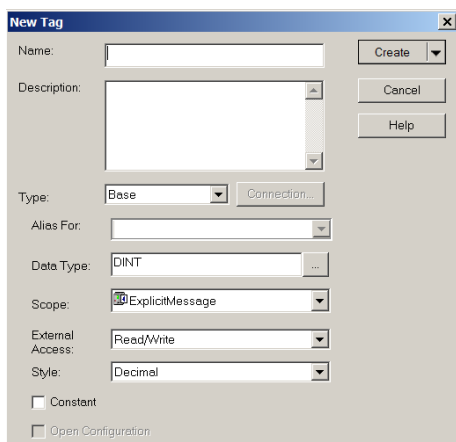 New Tag
Name:
Create
Description:
Cancel
Help
Type:
Base
Connection...
Alias For:
Data Type:
DINT
...
Scope:
ExplicitMessage
External
Access:
Read/Write
Style:
Decimal
Constant
Open Configuration